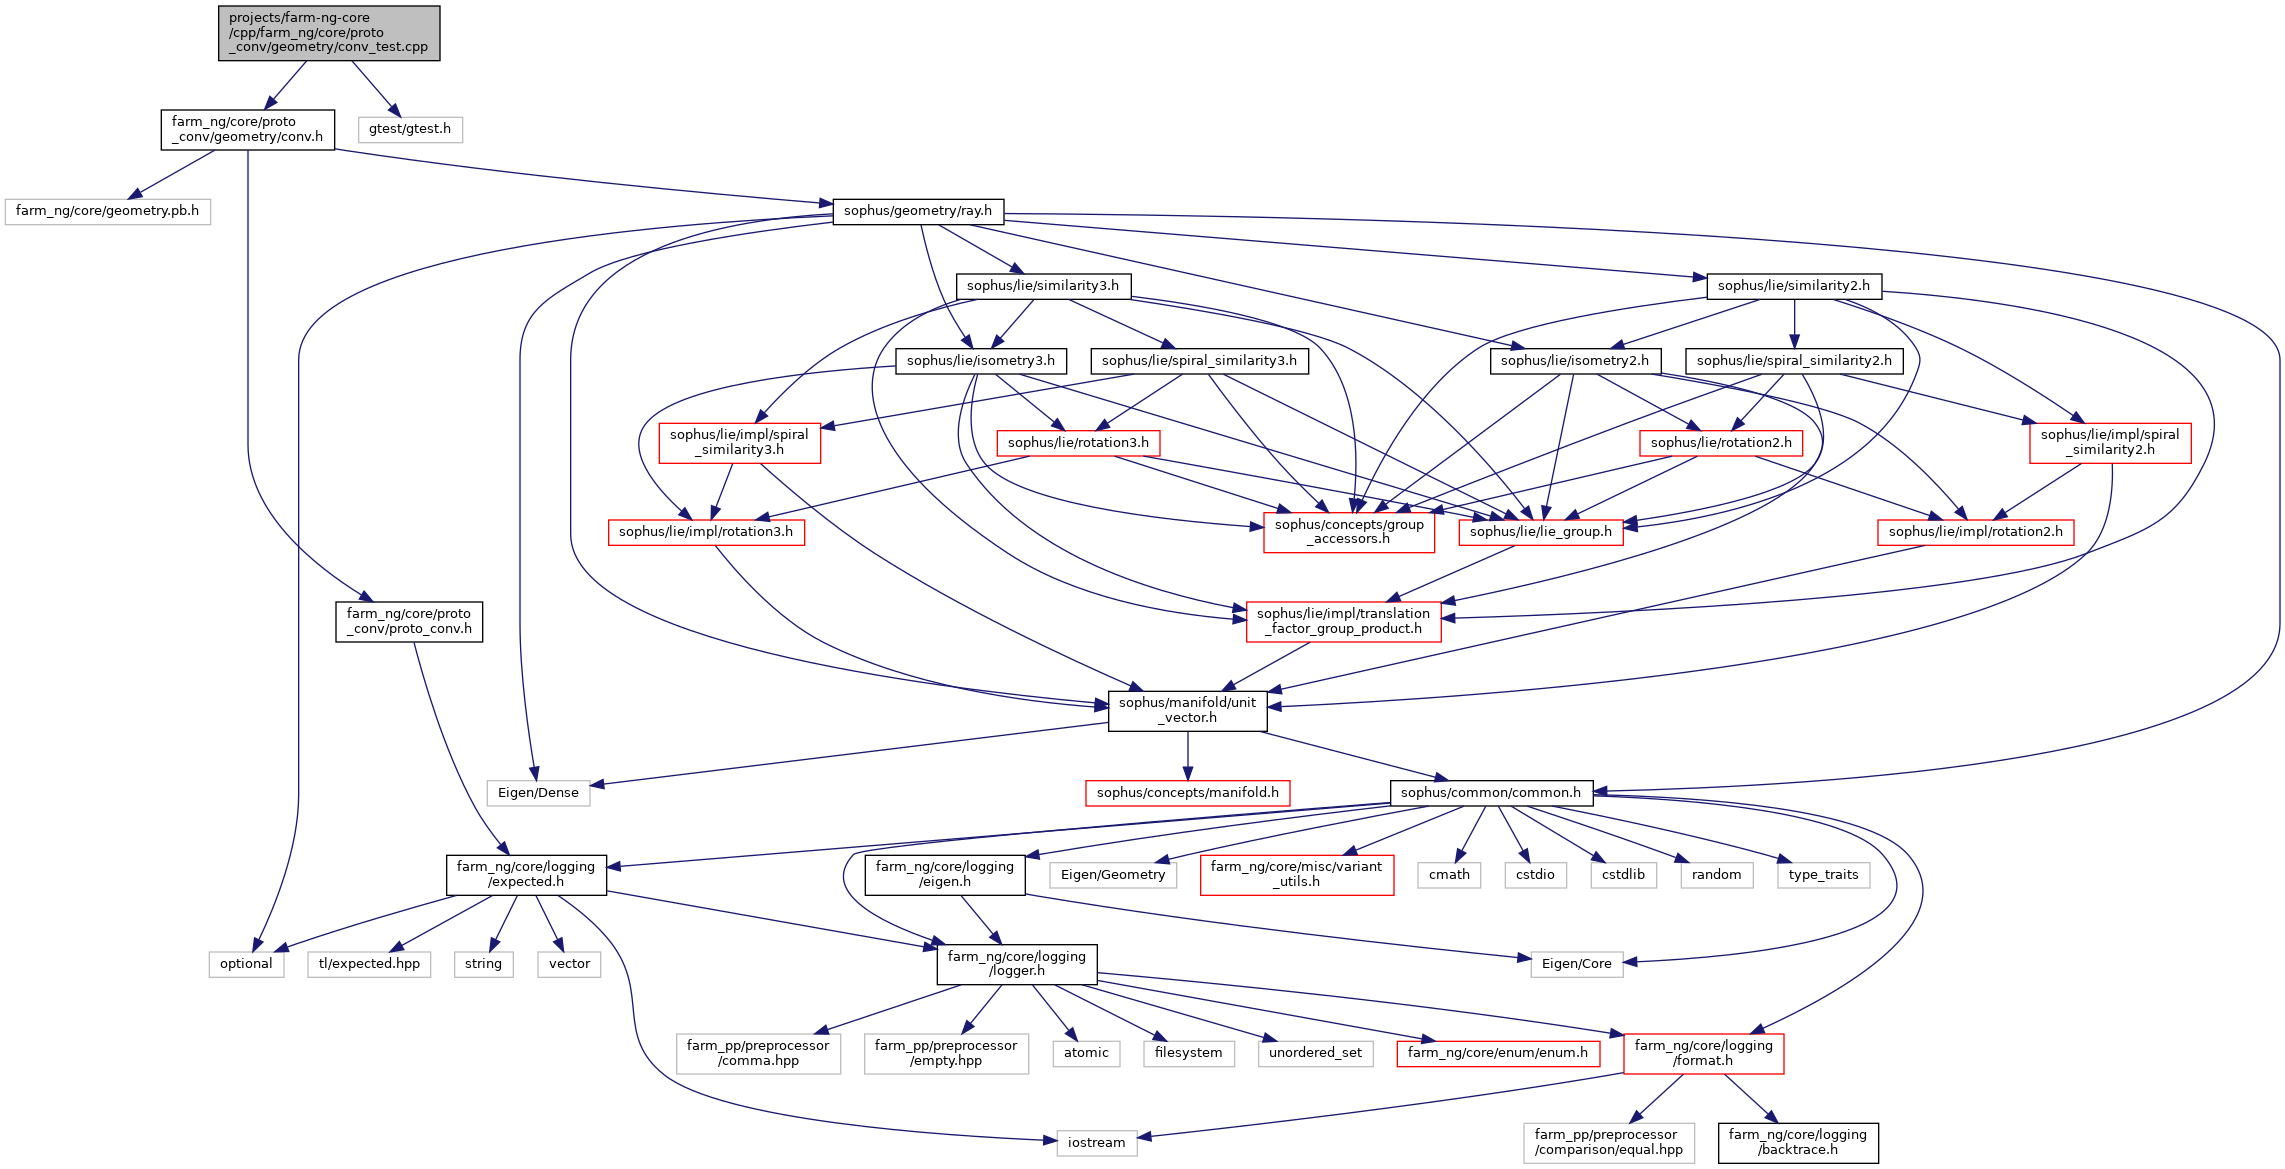 projects/farm-ng-core
/cpp/farm_ng/core/proto
_conv/geometry/conv_test.cpp
farm_ng/core/proto
_conv/geometry/conv.h
gtest/gtest.h
farm_ng/core/geometry.pb.h
sophus/geometry/ray.h
sophus/lie/similarity3.h
sophus/lie/similarity2.h
sophus/lie/isometry3.h
sophus/lie/spiral_similarity3.h
sophus/lie/isometry2.h
sophus/lie/spiral_similarity2.h
sophus/lie/impl/spiral
_similarity3.h
sophus/lie/rotation3.h
sophus/lie/rotation2.h
sophus/lie/impl/spiral
_similarity2.h
sophus/lie/impl/rotation3.h
sophus/concepts/group
_accessors.h
sophus/lie/lie_group.h
sophus/lie/impl/rotation2.h
farm_ng/core/proto
_conv/proto_conv.h
sophus/lie/impl/translation
_factor_group_product.h
sophus/manifold/unit
_vector.h
Eigen/Dense
sophus/concepts/manifold.h
sophus/common/common.h
farm_ng/core/logging
/expected.h
farm_ng/core/logging
/eigen.h
Eigen/Geometry
farm_ng/core/misc/variant
_utils.h
cmath
cstdio
cstdlib
random
type_traits
optional
tl/expected.hpp
string
vector
farm_ng/core/logging
/logger.h
Eigen/Core
farm_pp/preprocessor
/comma.hpp
farm_pp/preprocessor
/empty.hpp
atomic
filesystem
unordered_set
farm_ng/core/enum/enum.h
farm_ng/core/logging
/format.h
iostream
farm_pp/preprocessor
/comparison/equal.hpp
farm_ng/core/logging
/backtrace.h